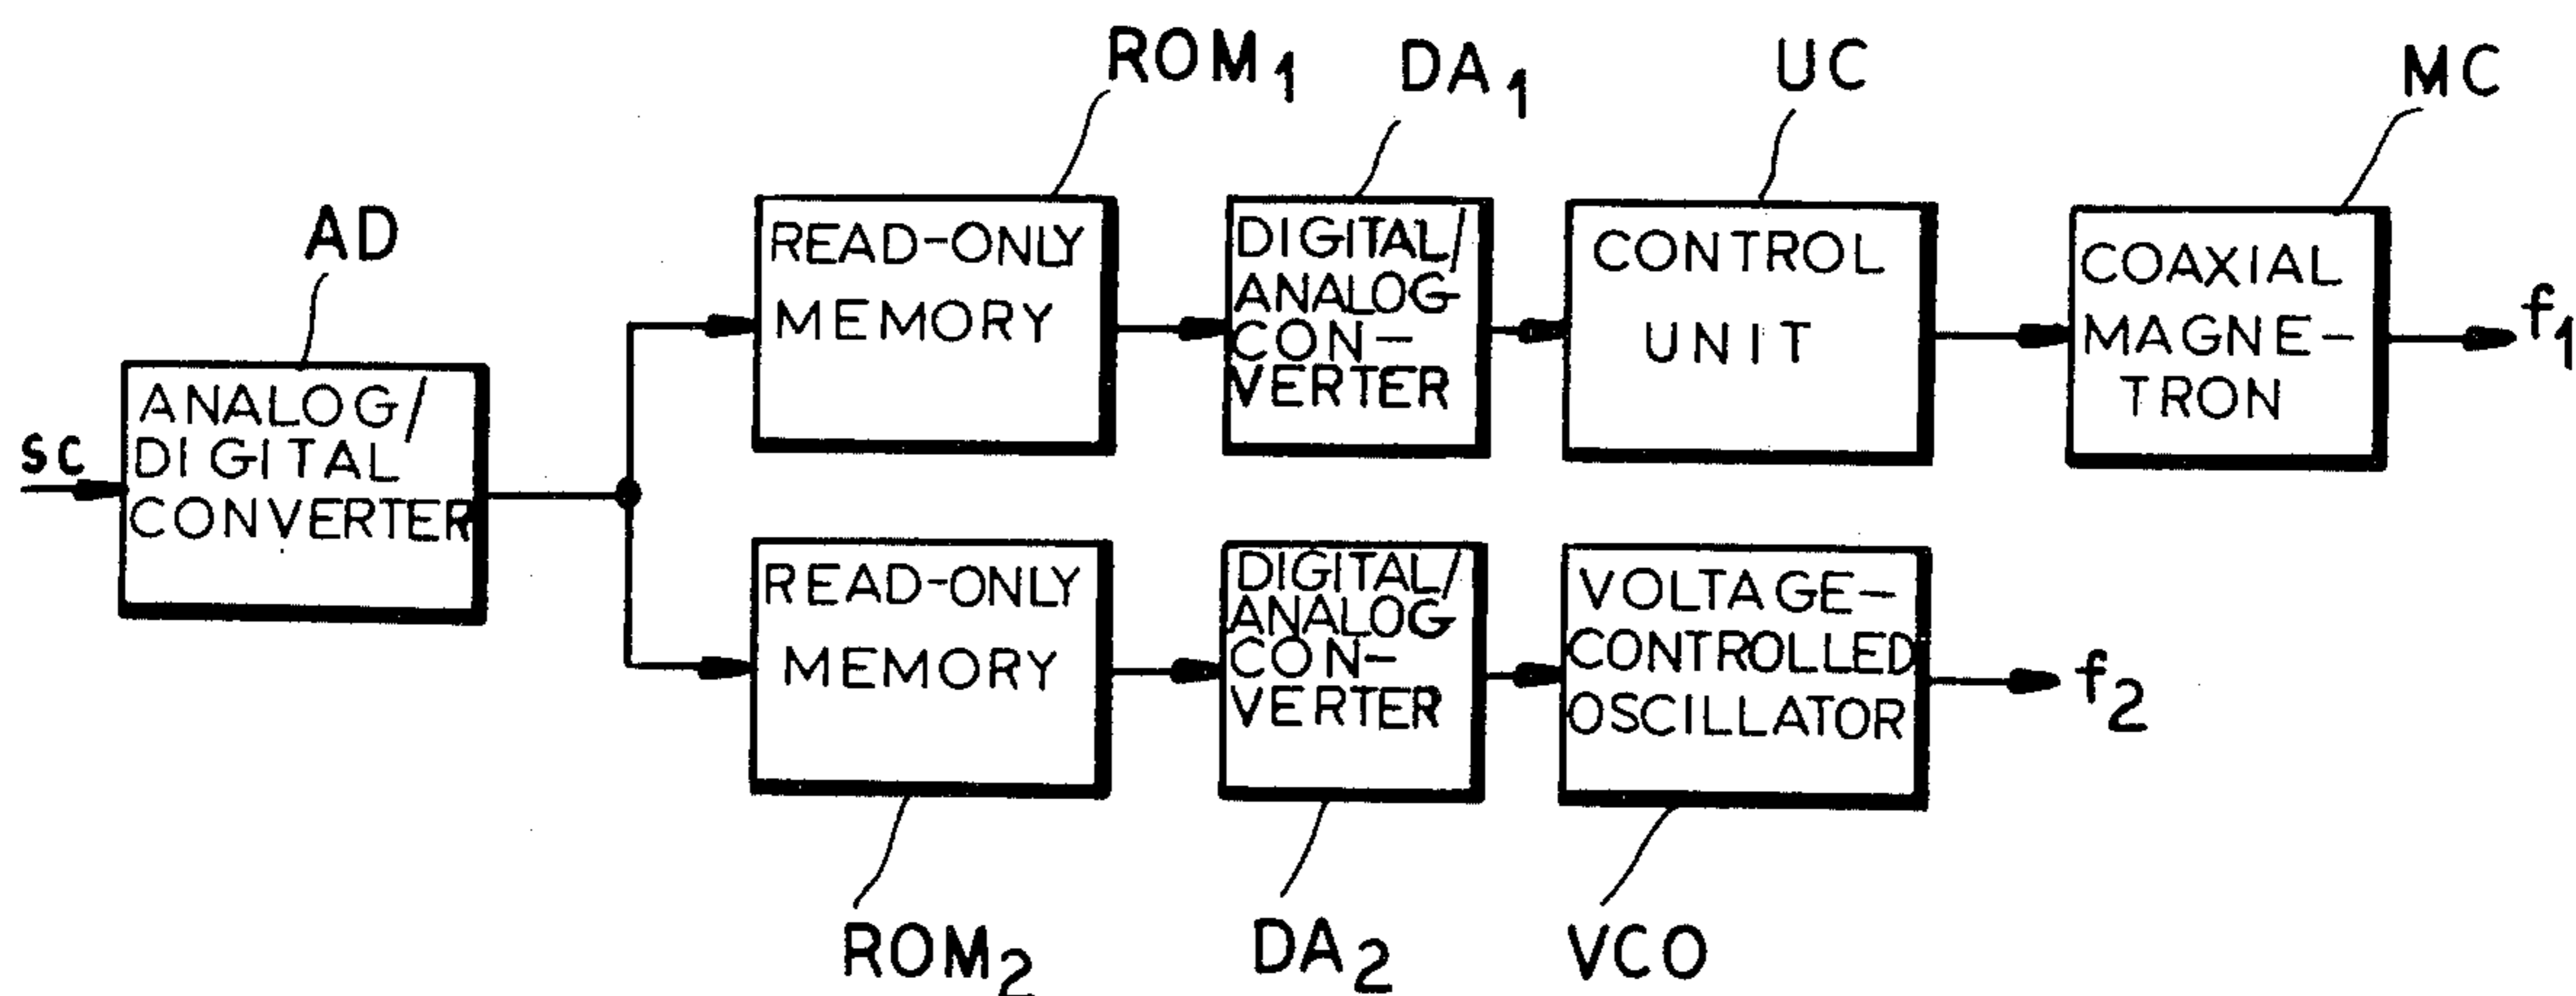 ROM1
DA1
UC
MC
AD
READ-ONLY
MEMORY
DIGITAL/
ANALOG
CON-
VERTER
CONTROL
UNIT
COAXIAL
MAGNE-
TRON
f1
sc
ANALOG/
DIGITAL
CONVERTER
READ-ONLY
MEMORY
DIGITAL/
ANALOG
CON-
VERTER
VOLTAGE-
CONTROLLED
OSCILLATOR
f2
ROM2
DA2
VCO